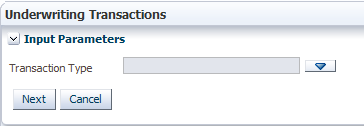 Underwriting Transactions
Input Parameters
Transaction Type
Next Cancel